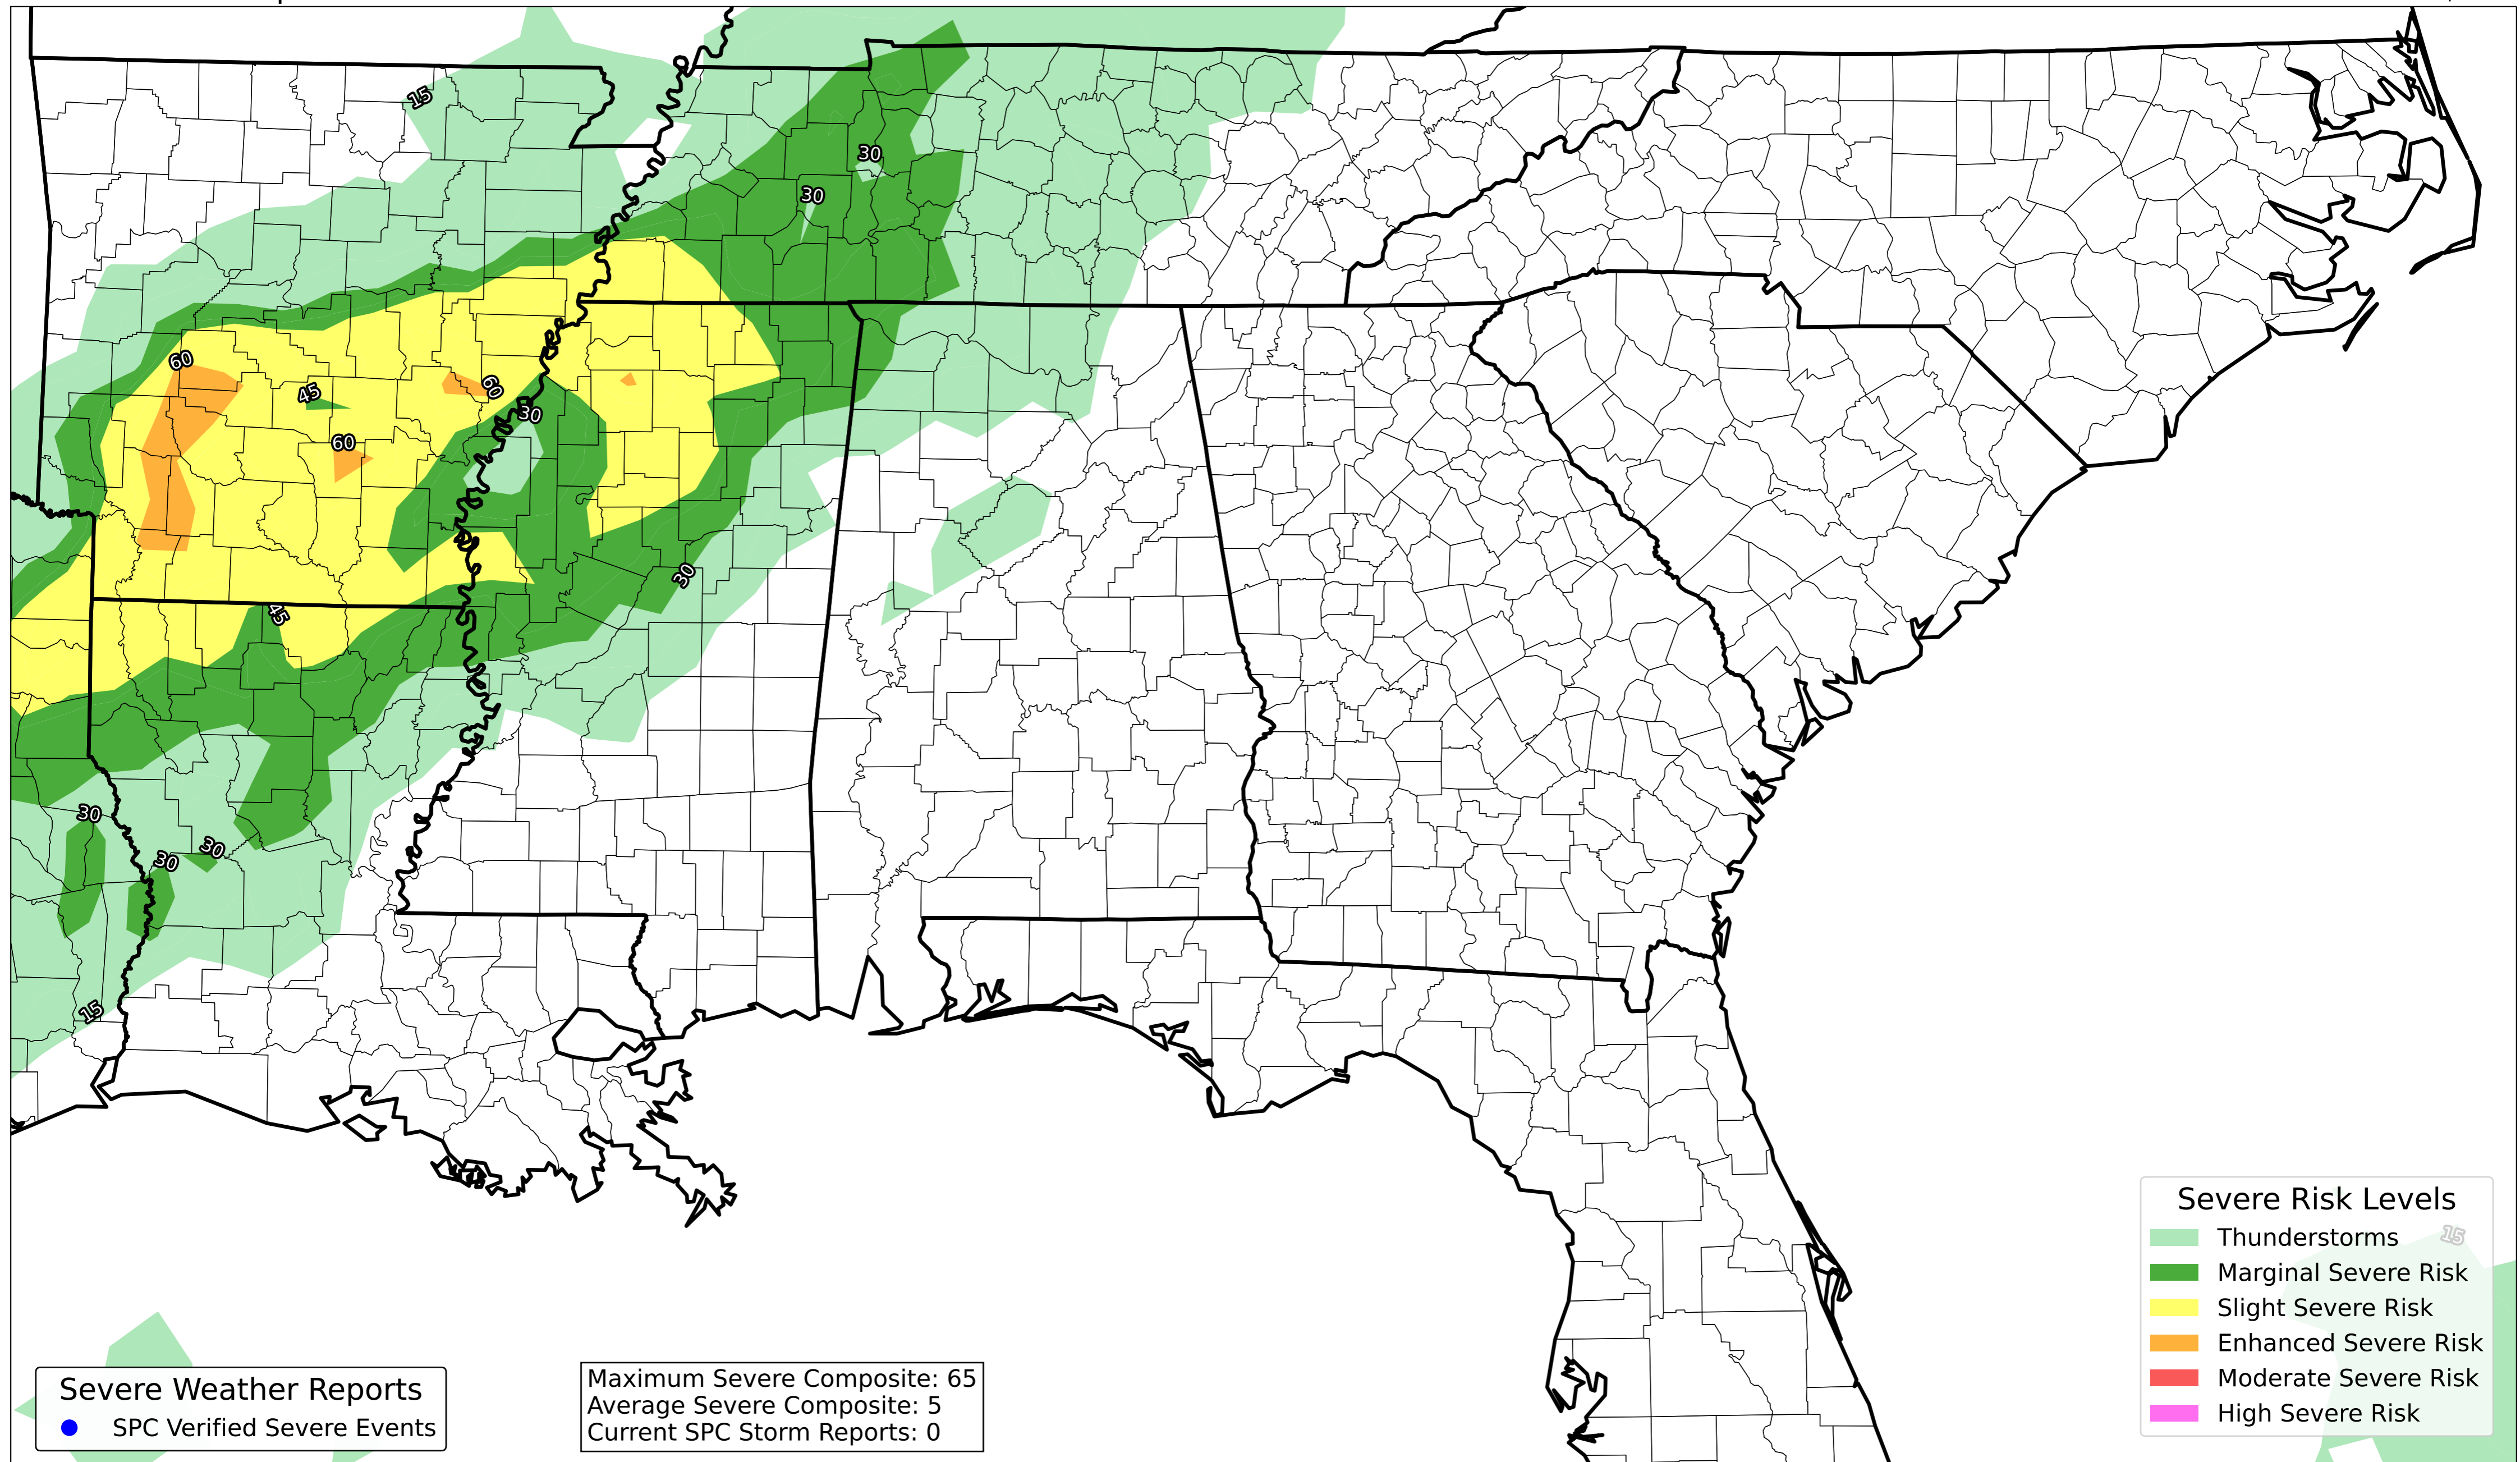 15
30
30
60
45
60
30
60
30
45
30
30
30
15
Severe Risk Levels
15
Thunderstorms
Marginal Severe Risk
Slight Severe Risk
Enhanced Severe Risk
Moderate Severe Risk
High Severe Risk
Severe Weather Reports
SPC Verified Severe Events
Maximum Severe Composite: 65
Average Severe Composite: 5
Current SPC Storm Reports: 0